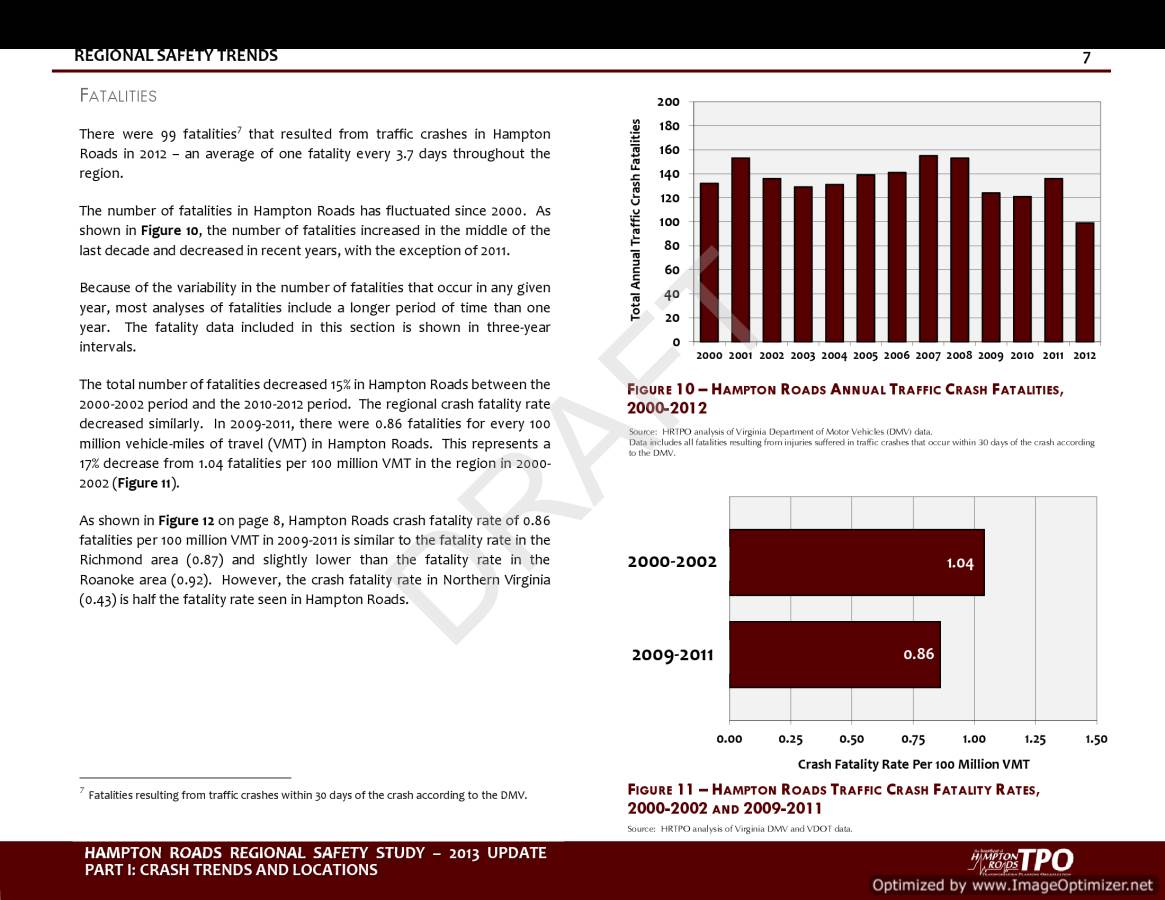 REGIONAL SAFETY TRENDS 7
FATALITIES
There were 99 fatalities7 that resulted from traffic crashes in Hampton
Roads in 2012 – an average of one fatality every 3.7 days throughout the
region.
The number of fatalities in Hampton Roads has fluctuated since 2000. As
shown in Figure 10, the number of fatalities increased in the middle of the
last decade and decreased in recent years, with the exception of 2011.
Because of the variability in the number of fatalities that occur in any given
year, most analyses of fatalities include a longer period of time than one
year. The fatality data included in this section is shown in three-year
intervals.
The total number of fatalities decreased 15% in Hampton Roads between the
2000-2002 period and the 2010-2012 period. The regional crash fatality rate
decreased similarly. In 2009-2011, there were 0.86 fatalities for every 100
million vehicle-miles of travel (VMT) in Hampton Roads. This represents a
17% decrease from 1.04 fatalities per 100 million VMT in the region in 2000-
2002 (Figure 11).
As shown in Figure 12 on page 8, Hampton Roads crash fatality rate of 0.86
fatalities per 100 million VMT in 2009-2011 is similar to the fatality rate in the
Richmond area (0.87) and slightly lower than the fatality rate in the
Roanoke area (0.92). However, the crash fatality rate in Northern Virginia
(0.43) is half the fatality rate seen in Hampton Roads.
7 Fatalities resulting from traffic crashes within 30 days of the crash according to the DMV.
Total Annual Traffic Crash Fatalities
200
180
160
140
120
100
80
60
40
20
0
2000 2001 2002 2003 2004 2005 2006 2007 2008 2009 2010 2011 2012
FIGURE 10 – HAMPTON ROADS ANNUAL TRAFFIC CRASH FATALITIES,
2000-2012
Source: HRTPO analysis of Virginia Department of Motor Vehicles (DMV) data.
Data includes all fatalities resulting from injuries suffered in traffic crashes that occur within 30 days of the crash according
to the DMV.
2000-2002 1.04
2009-2011 0.86
0.00 0.25 0.50 0.75 1.00 1.25 1.50
Crash Fatality Rate Per 100 Million VMT
FIGURE 11 – HAMPTON ROADS TRAFFIC CRASH FATALITY RATES,
2000-2002 AND 2009-2011
Source: HRTPO analysis of Virginia DMV and VDOT data.
DRAFT
HAMPTON ROADS REGIONAL SAFETY STUDY – 2013 UPDATE
PART I: CRASH TRENDS AND LOCATIONS
HAMPTON ROADS TPO
Optimized by www.ImageOptimizer.net